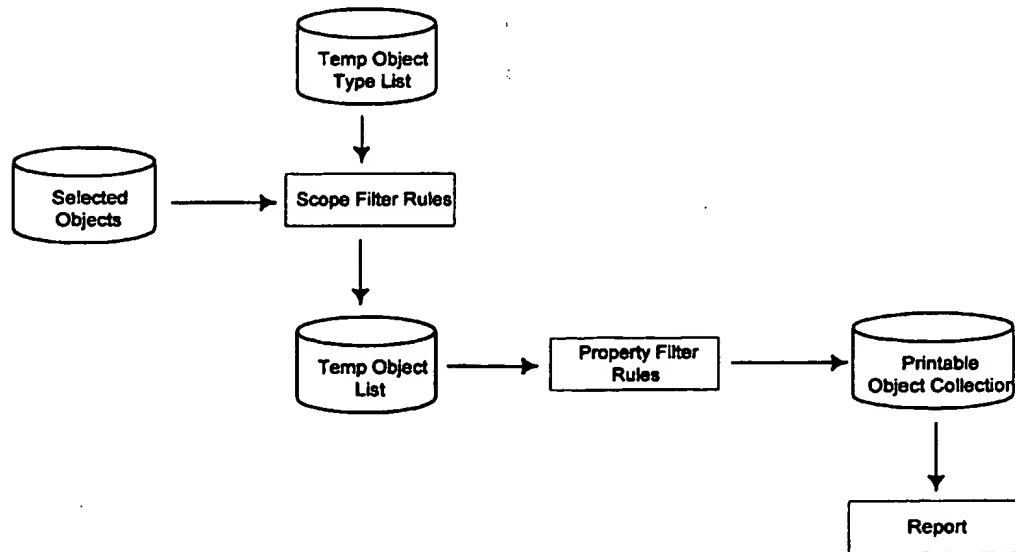 Temp Object
Type List
Selected
Objects
Scope Filter Rules
Temp Object
List
Property Filter
Rules
Printable
Object Collection
Report